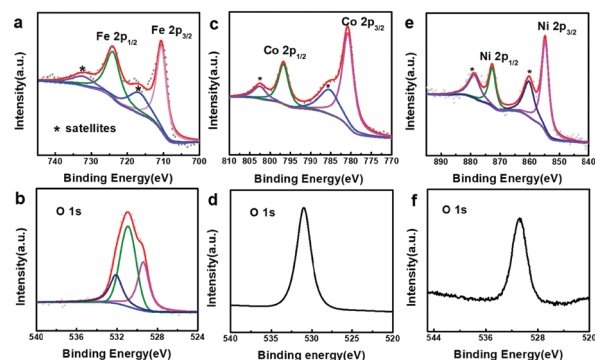 a
Fe 2p1/2
Fe 2p3/2
*
*
* satellites
Intensity(a.u.)
740 730 720 710 700
Binding Energy(eV)
c
Co 2p1/2
Co 2p3/2
*
*
Intensity(a.u.)
810 805 800 795 790 785 780 775 770
Binding Energy(eV)
e
Ni 2p1/2
Ni 2p3/2
*
*
Intensity(a.u.)
890 880 870 860 850 840
Binding Energy(eV)
b
O 1s
Intensity(a.u.)
540 536 532 528 524
Binding Energy(eV)
d
O 1s
Intensity(a.u.)
540 535 530 525 520
Binding energy(eV)
f
O 1s
Intensity(a.u.)
544 536 528 520
Binding Energy(eV)